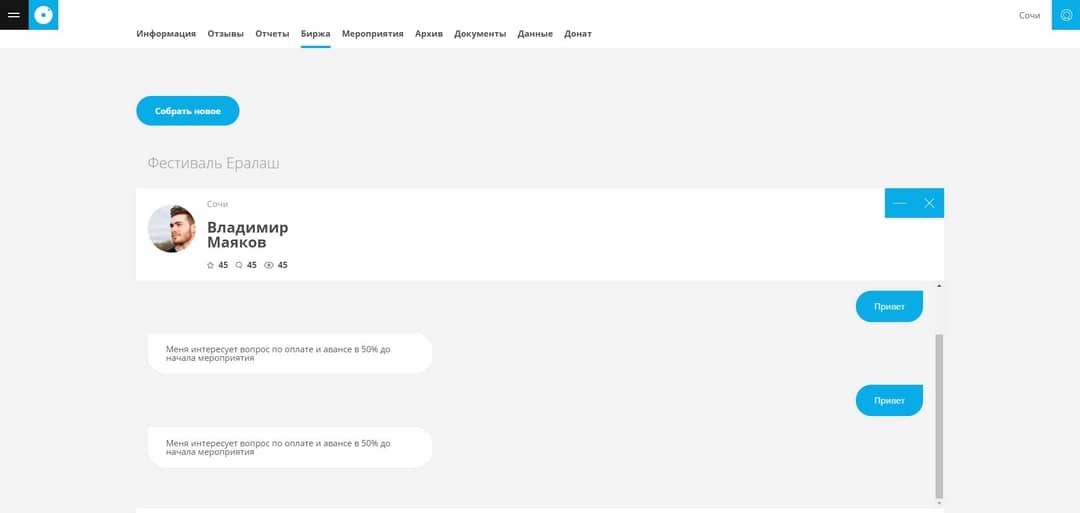 Сочи
Информация Отзывы Отчеты Биржа Мероприятия Архив Документы Данные Донат
Собрать новое
Фестиваль Ералаш
Сочи
Владимир
Маяков
45 45 45
Привет
Меня интересует вопрос по оплате и авансе в 50% до
начала мероприятия
Привет
Меня интересует вопрос по оплате и авансе в 50% до
начала мероприятия